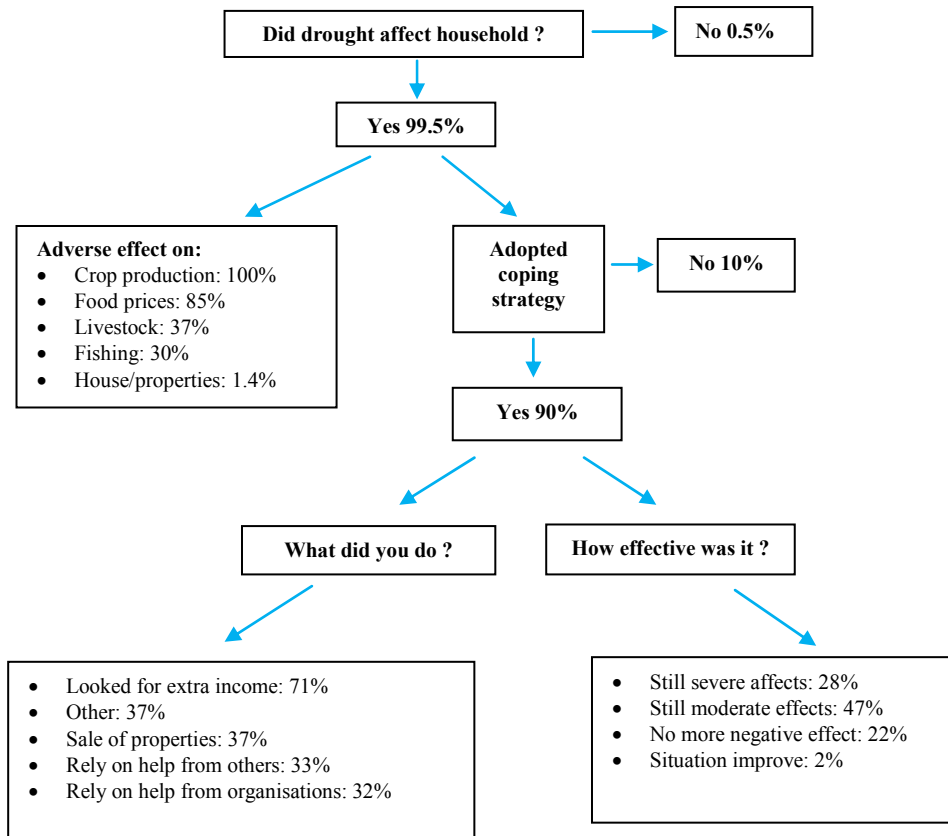 Did drought affect household ?
No 0.5%
Yes 99.5%
Adverse effect on:
• Crop production: 100%
• Food prices: 85%
• Livestock: 37%
• Fishing: 30%
• House/properties: 1.4%
Adopted
coping
strategy
No 10%
Yes 90%
What did you do ?
How effective was it ?
• Looked for extra income: 71%
• Other: 37%
• Sale of properties: 37%
• Rely on help from others: 33%
• Rely on help from organisations: 32%
• Still severe affects: 28%
• Still moderate effects: 47%
• No more negative effect: 22%
• Situation improve: 2%